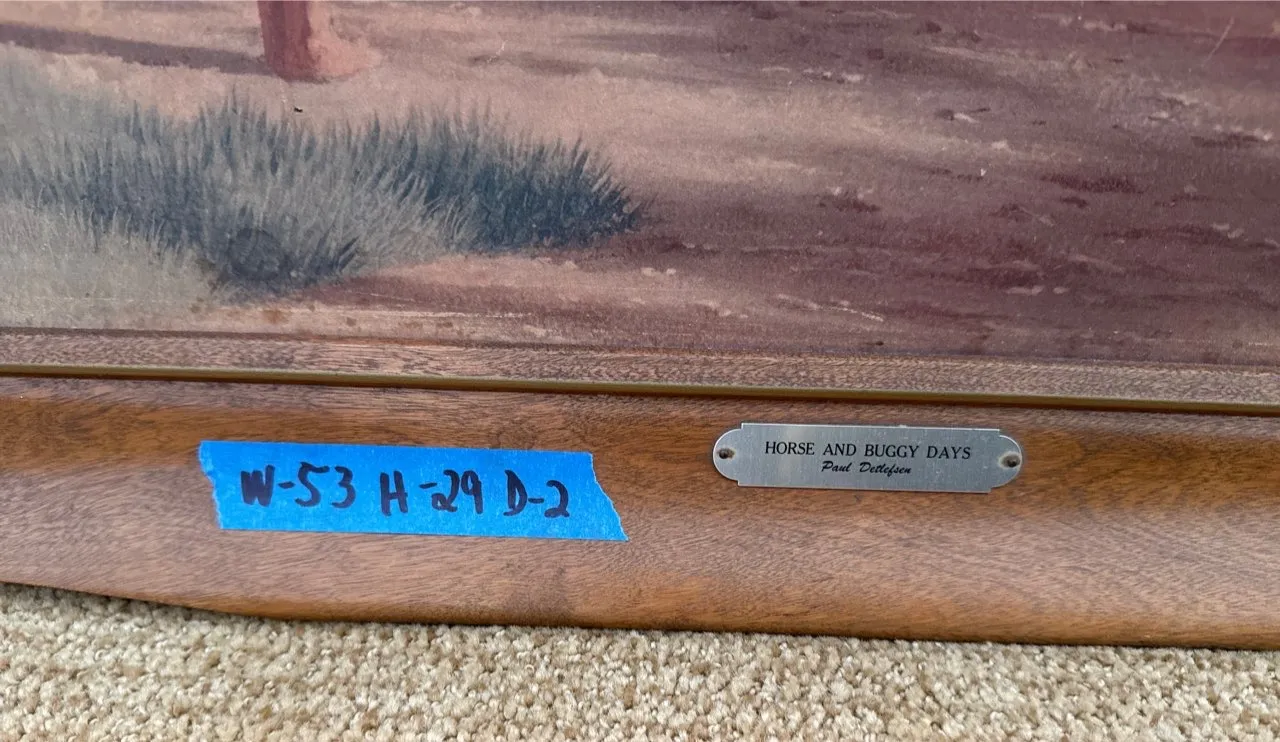 HORSE AND BUGGY DAYS
Paul Detlefsen
W-53 H-29 D-2